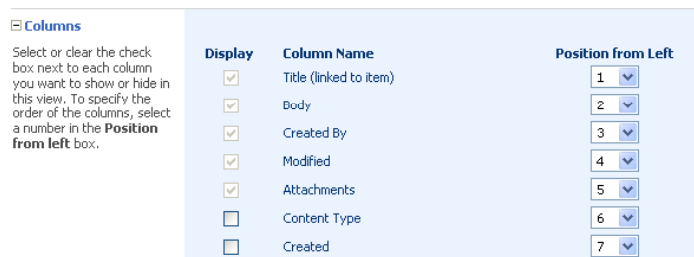 Columns
Select or clear the check
box next to each column
you want to show or hide in
this view. To specify the
order of the columns, select
a number in the Position
from left box.
Display Column Name Position from Left
Title (linked to item) 1
Body 2
Created By 3
Modified 4
Attachments 5
Content Type 6
Created 7